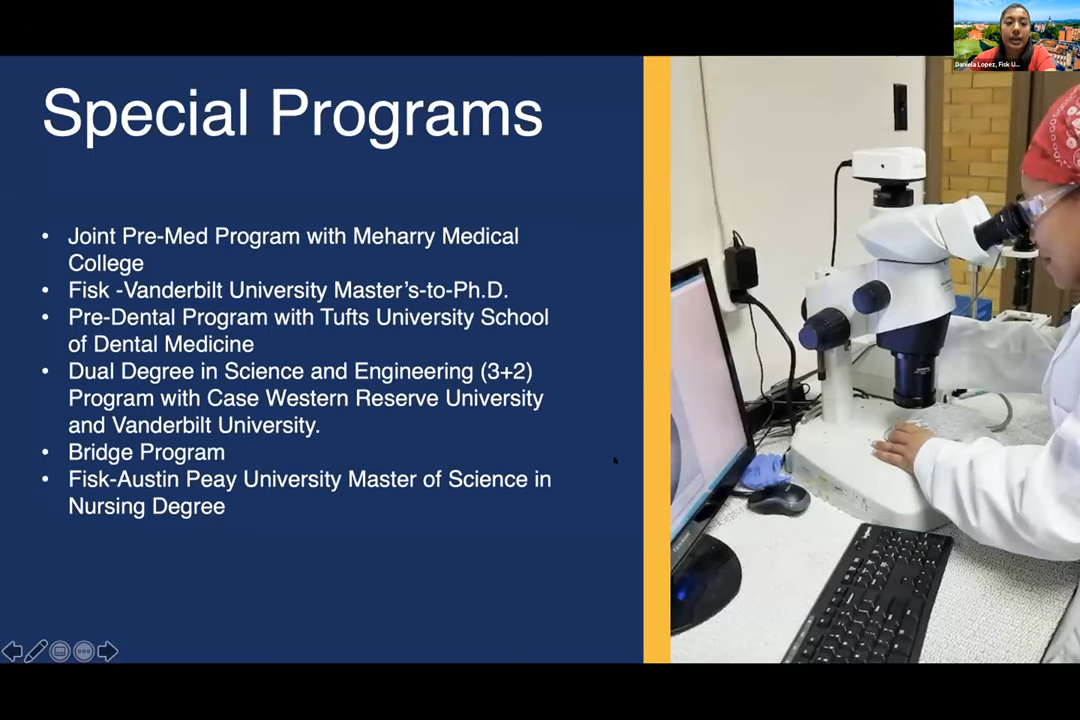 Daniela Lopez, Fisk U...
Special Programs
• Joint Pre-Med Program with Meharry Medical
College
• Fisk -Vanderbilt University Master's-to-Ph.D.
• Pre-Dental Program with Tufts University School
of Dental Medicine
• Dual Degree in Science and Engineering (3+2)
Program with Case Western Reserve University
and Vanderbilt University.
• Bridge Program
• Fisk-Austin Peay University Master of Science in
Nursing Degree